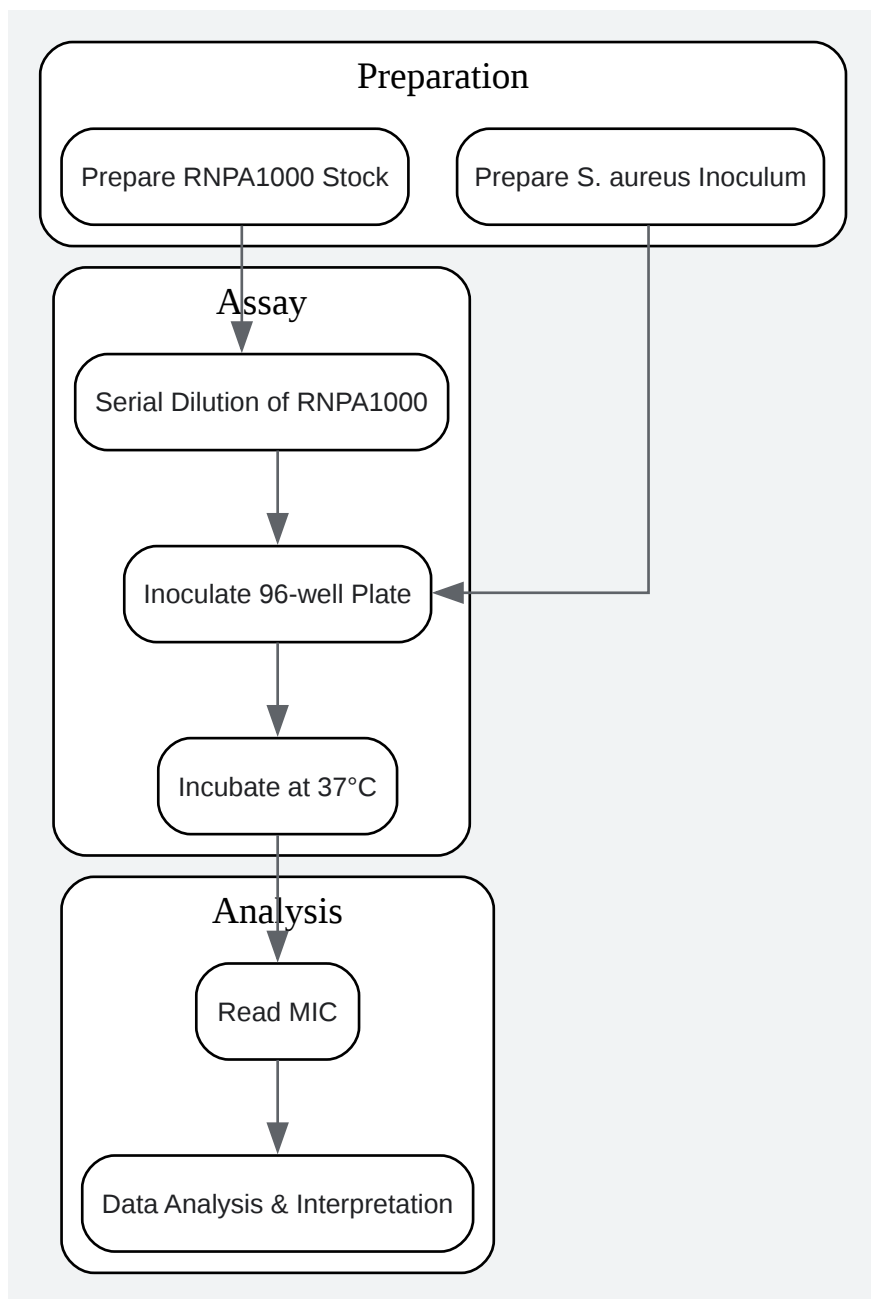 Preparation
Prepare RNPA1000 Stock
Prepare S. aureus Inoculum
Assay
Serial Dilution of RNPA1000
Inoculate 96-well Plate
Incubate at 37°C
Analysis
Read MIC
Data Analysis & Interpretation